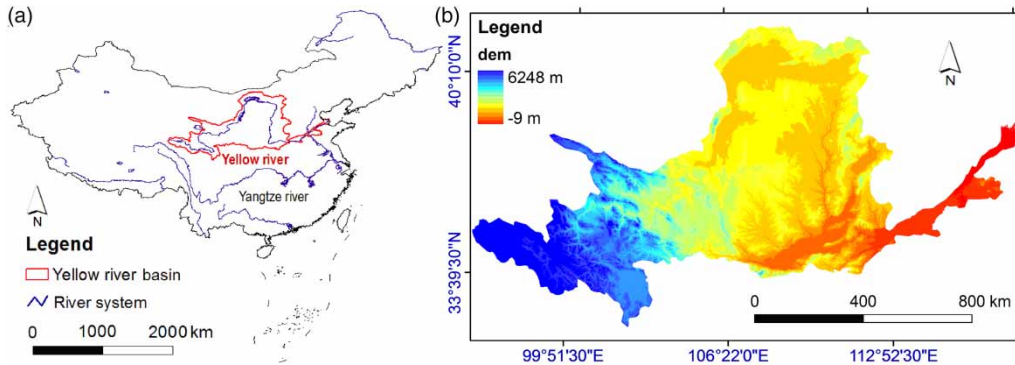 (a)
Yellow river
Yangtze river
N
Legend
Yellow river basin
River system
0 1000 2000 km
(b)
Legend
dem
6248 m
-9 m
N
40°10'0"N
33°39'30"N
0 400 800 km
99°51'30"E 106°22'0"E 112°52'30"E